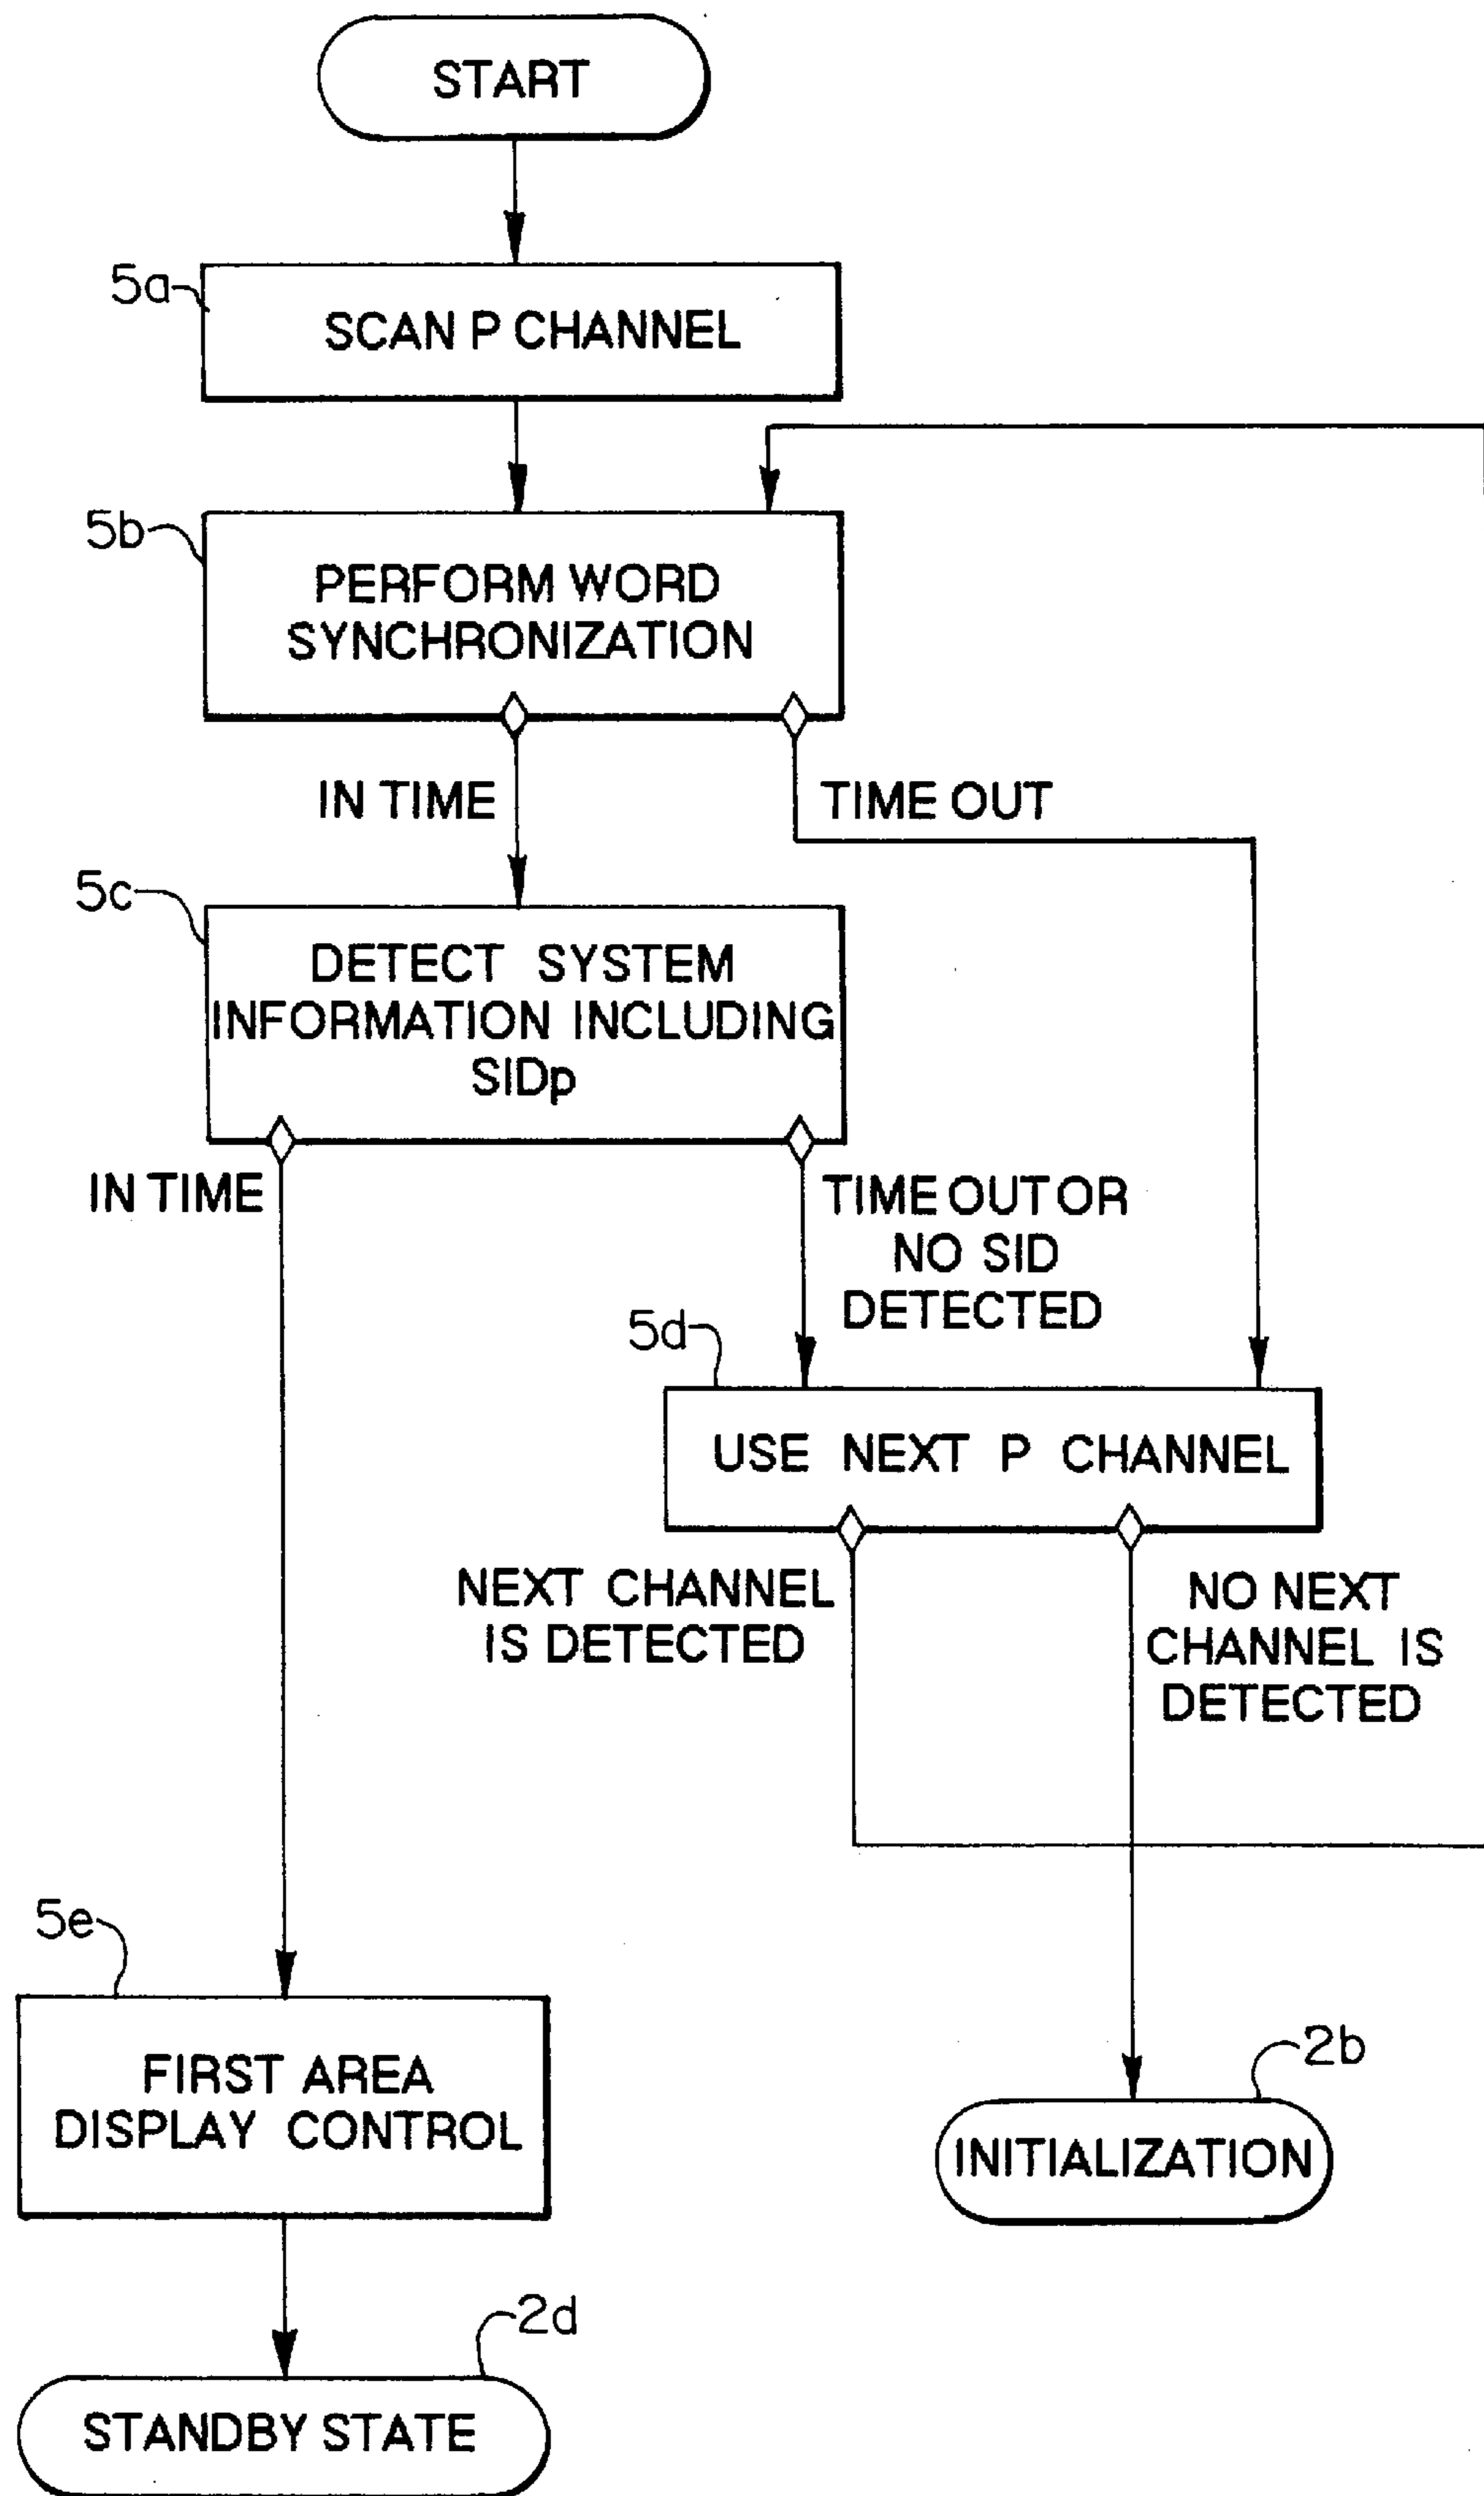 START
5a
SCAN P CHANNEL
5b
PERFORM WORD
SYNCHRONIZATION
IN TIME
TIME OUT
5c
DETECT SYSTEM
INFORMATION INCLUDING
SIDp
IN TIME
TIME OUT OR
NO SID
DETECTED
5d
USE NEXT P CHANNEL
NEXT CHANNEL
IS DETECTED
NO NEXT
CHANNEL IS
DETECTED
5e
FIRST AREA
DISPLAY CONTROL
2b
INITIALIZATION
2d
STANDBY STATE